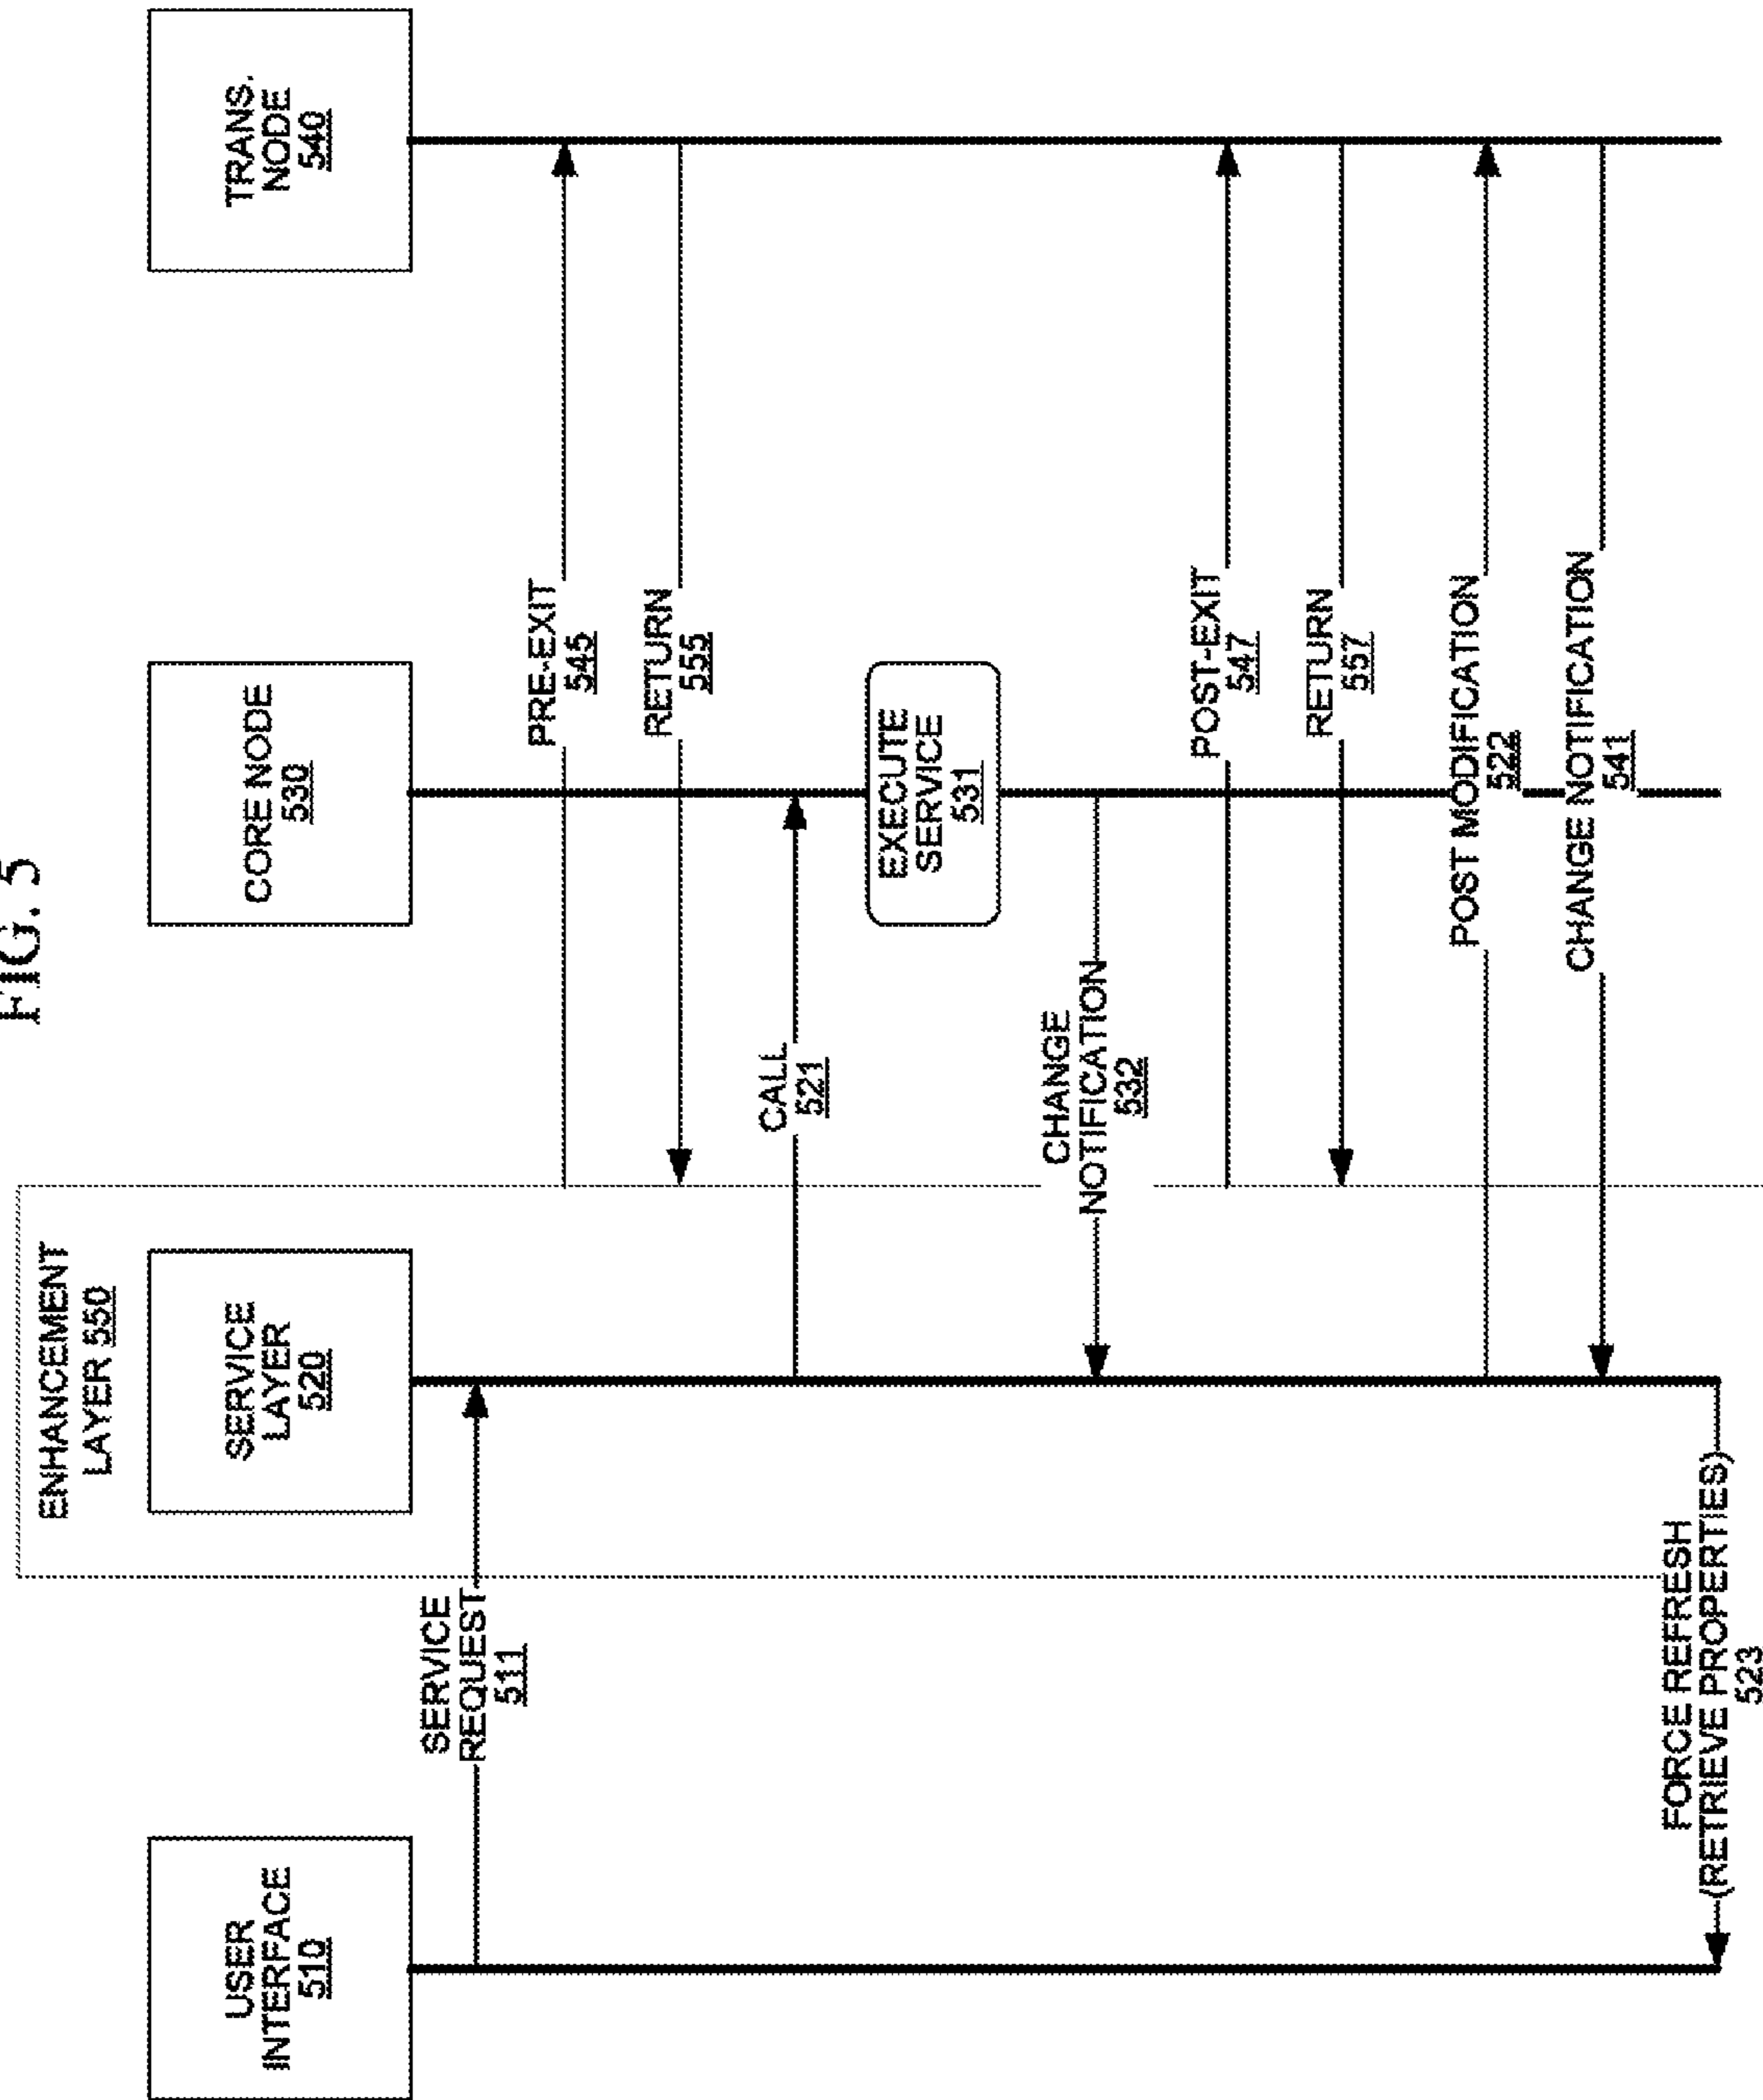 FIG. 5
ENHANCEMENT
LAYER 550
USER
INTERFACE
510
SERVICE
LAYER
520
CORE NODE
530
TRANS.
NODE
540
SERVICE
REQUEST
511
PRE-EXIT
545
RETURN
555
CALL
521
EXECUTE
SERVICE
531
CHANGE
NOTIFICATION
532
POST-EXIT
547
RETURN
557
POST MODIFICATION
522
CHANGE NOTIFICATION
541
FORCE REFRESH
(RETRIEVE PROPERTIES)
523